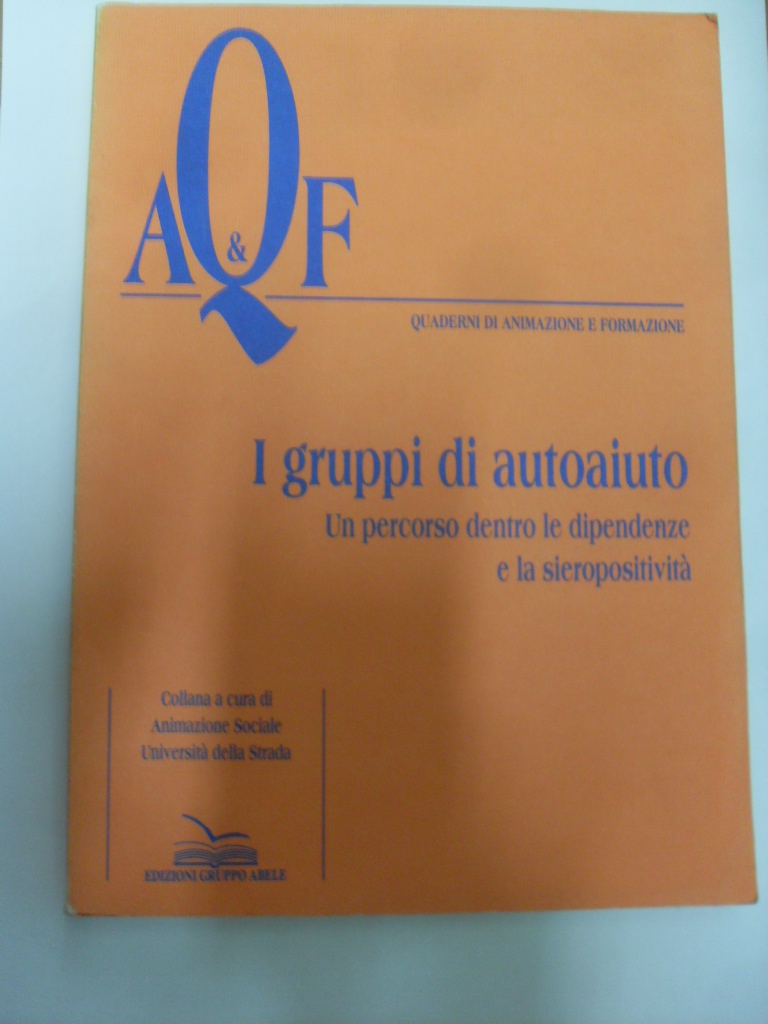 QA&F
QUADERNI DI ANIMAZIONE E FORMAZIONE
I gruppi di autoaiuto
Un percorso dentro le dipendenze
e la sieropositività
Collana a cura di
Animazione Sociale
Università della Strada
EDIZIONI GRUPPO ABELE